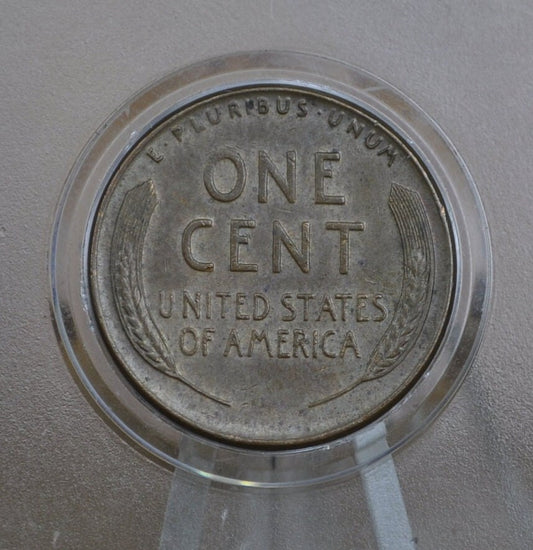 E · PLURIBUS · UNUM
ONE
CENT
UNITED STATES
OF AMERICA